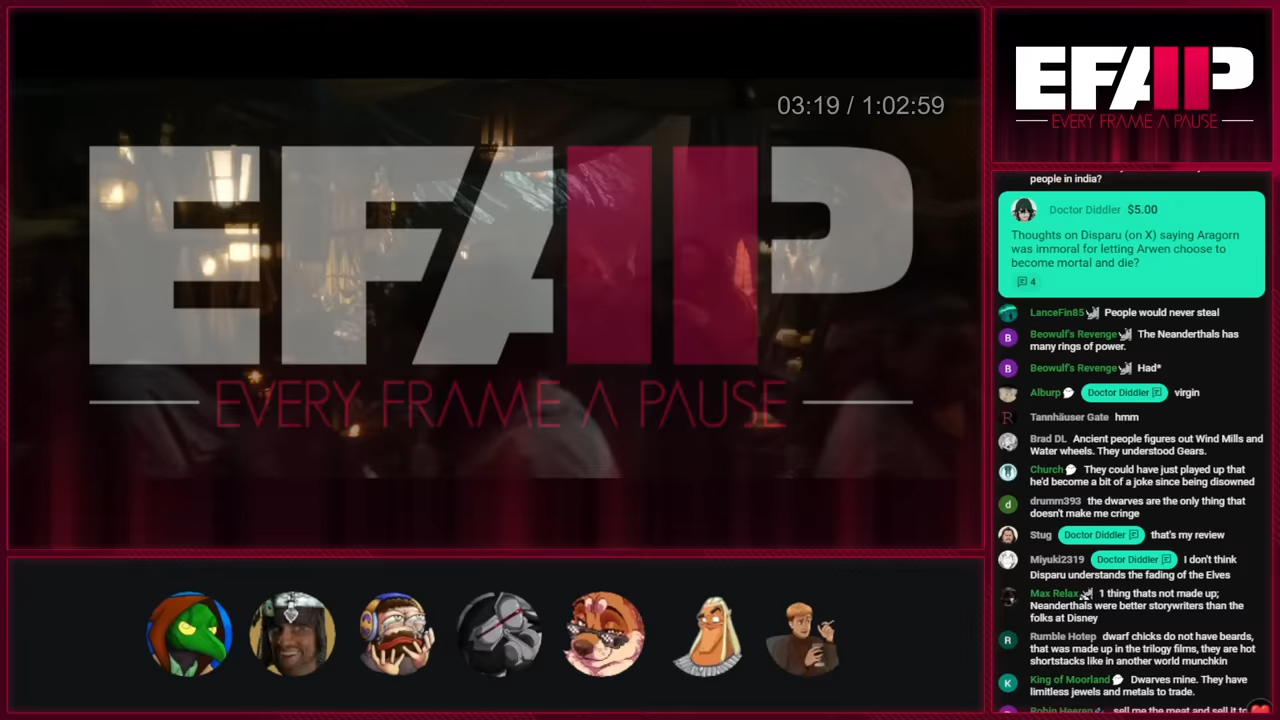 03:19 / 1:02:59
EFAP
EVERY FRAME A PAUSE
EFAP
EVERY FRAME A PAUSE
people in india?
Doctor Diddler $5.00
Thoughts on Disparu (on X) saying Aragorn
was immoral for letting Arwen choose to
become mortal and die?
4
LanceFin85 People would never steal
B Beowulf's Revenge The Neanderthals has
many rings of power.
B Beowulf's Revenge Had*
Alburp Doctor Diddler virgin
Tannhäuser Gate hmm
Brad DL Ancient people figures out Wind Mills and
Water wheels. They understood Gears.
Church They could have just played up that
he'd become a bit of a joke since being disowned
d drumm393 the dwarves are the only thing that
doesn't make me cringe
Stug Doctor Diddler that's my review
Miyuki2319 Doctor Diddler I don't think
Disparu understands the fading of the Elves
Max Relax 1 thing thats not made up;
Neanderthals were better storywriters than the
folks at Disney
R Rumble Hotep dwarf chicks do not have beards,
that was made up in the trilogy films, they are hot
shortstacks like in another world munchkin
K King of Moorland Dwarves mine. They have
limitless jewels and metals to trade.
Robin Heeren sell me the meat and sell it to